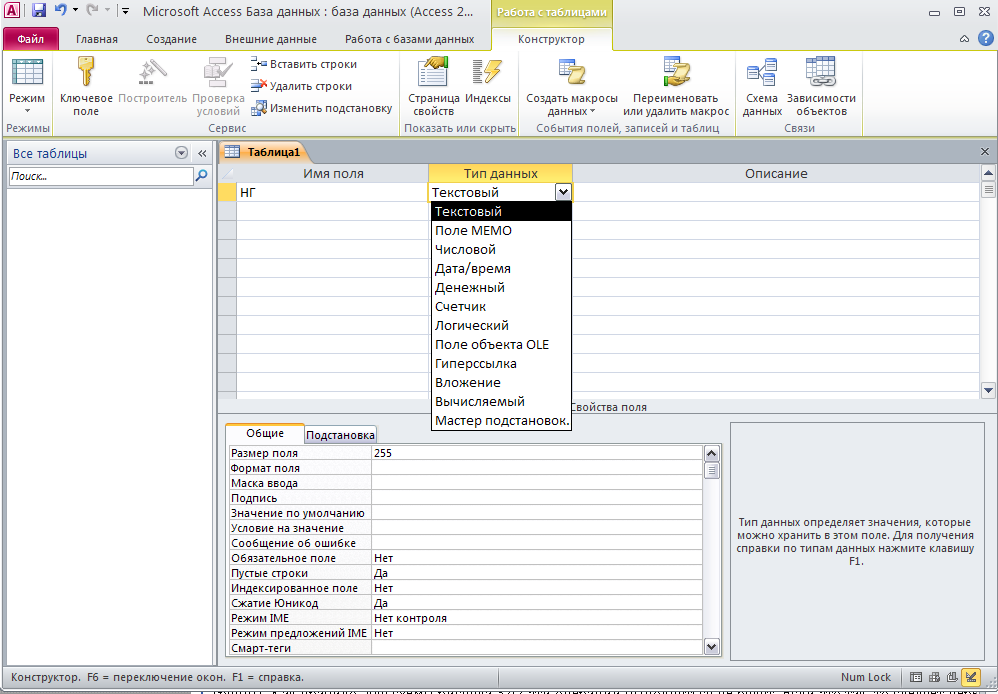 Microsoft Access База данных : база данных (Access 2...
Работа с таблицами
Файл
Главная
Создание
Внешние данные
Работа с базами данных
Конструктор
Режим
Ключевое поле
Построитель
Проверка условий
Вставить строки
Удалить строки
Изменить подстановку
Страница свойств
Индексы
Создать макросы данных
Переименовать или удалить макрос
Схема данных
Зависимости объектов
Режимы
Сервис
Показать или скрыть
События полей, записей и таблиц
Связи
Все таблицы
Поиск...
Таблица1
Имя поля
Тип данных
Описание
НГ
Текстовый
Текстовый
Поле МЕМО
Числовой
Дата/время
Денежный
Счетчик
Логический
Поле объекта OLE
Гиперссылка
Вложение
Вычисляемый
Мастер подстановок.
Свойства поля
Общие
Подстановка
Размер поля 255
Формат поля
Маска ввода
Подпись
Значение по умолчанию
Условие на значение
Сообщение об ошибке
Обязательное поле Нет
Пустые строки Да
Индексированное поле Нет
Сжатие Юникод Да
Режим IME Нет контроля
Режим предложений IME Нет
Смарт-теги
Тип данных определяет значения, которые
можно хранить в этом поле. Для получения
справки по типам данных нажмите клавишу
F1.
Конструктор. F6 = переключение окон. F1 = справка.
Num Lock